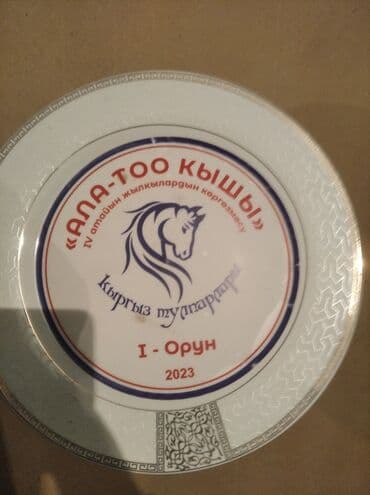 «АЛА-ТОО КЫШЫ»
IV атайын жылкылардын көргөзмөсү
Кыргыз тулпарлары
I - Орун
2023